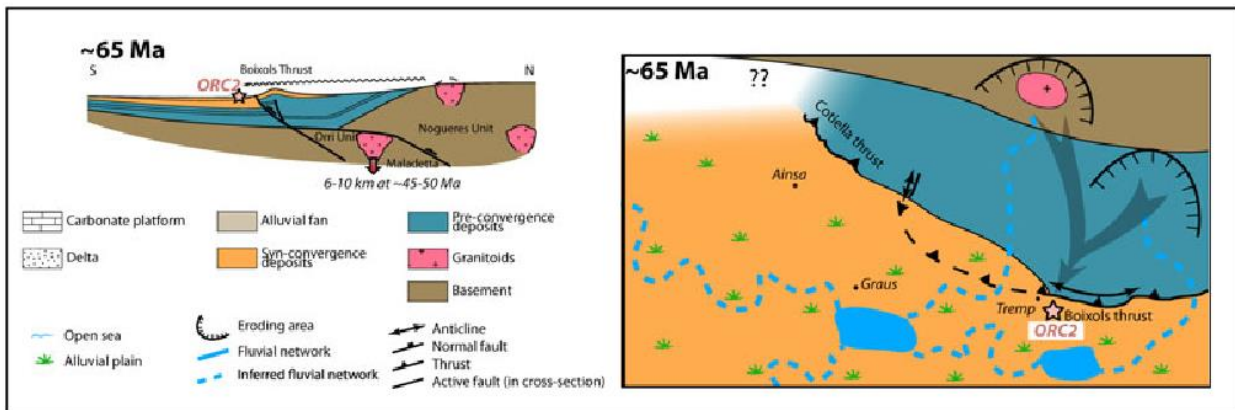 ~65 Ma
S
N
Boixols Thrust
ORC2
Orri Unit
Nogueres Unit
Maladetta
6-10 km at ~45-50 Ma
Carbonate platform
Alluvial fan
Pre-convergence
deposits
Delta
Syn-convergence
deposits
Granitoids
Basement
Open sea
Alluvial plain
Eroding area
Fluvial network
Inferred fluvial network
Anticline
Normal fault
Thrust
Active fault (in cross-section)
~65 Ma
??
Cotiella thrust
Ainsa
Graus
Tremp
Boixols thrust
ORC2